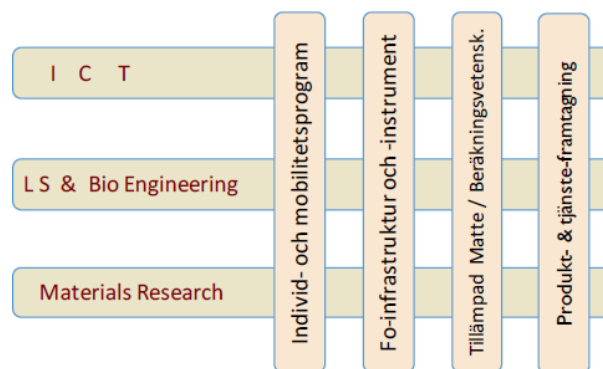 I C T
L S & Bio Engineering
Materials Research
Individ- och mobilitetsprogram
Fo-infrastruktur och -instrument
Tillämpad Matte / Beräkningsvetensk.
Produkt- & tjänste-framtagning